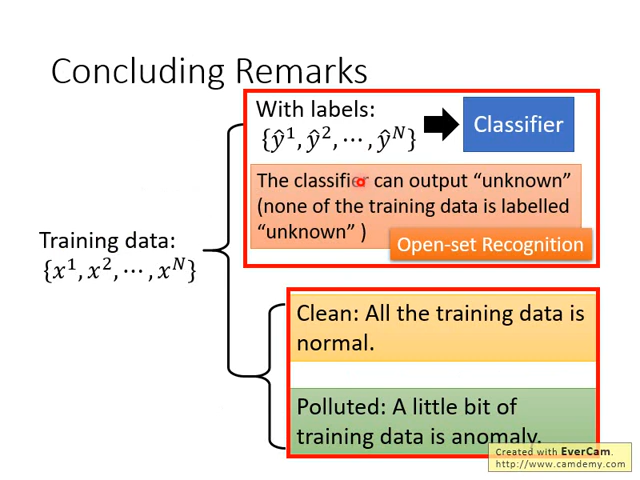 Concluding Remarks
With labels:
{ŷ¹, ŷ², ⋯, ŷᴺ}
Classifier
The classifier can output “unknown”
(none of the training data is labelled
“unknown” )
Open-set Recognition
Training data:
{x¹, x², ⋯, xᴺ}
Clean: All the training data is
normal.
Polluted: A little bit of
training data is anomaly.
Created with EverCam.
http://www.camdemy.com